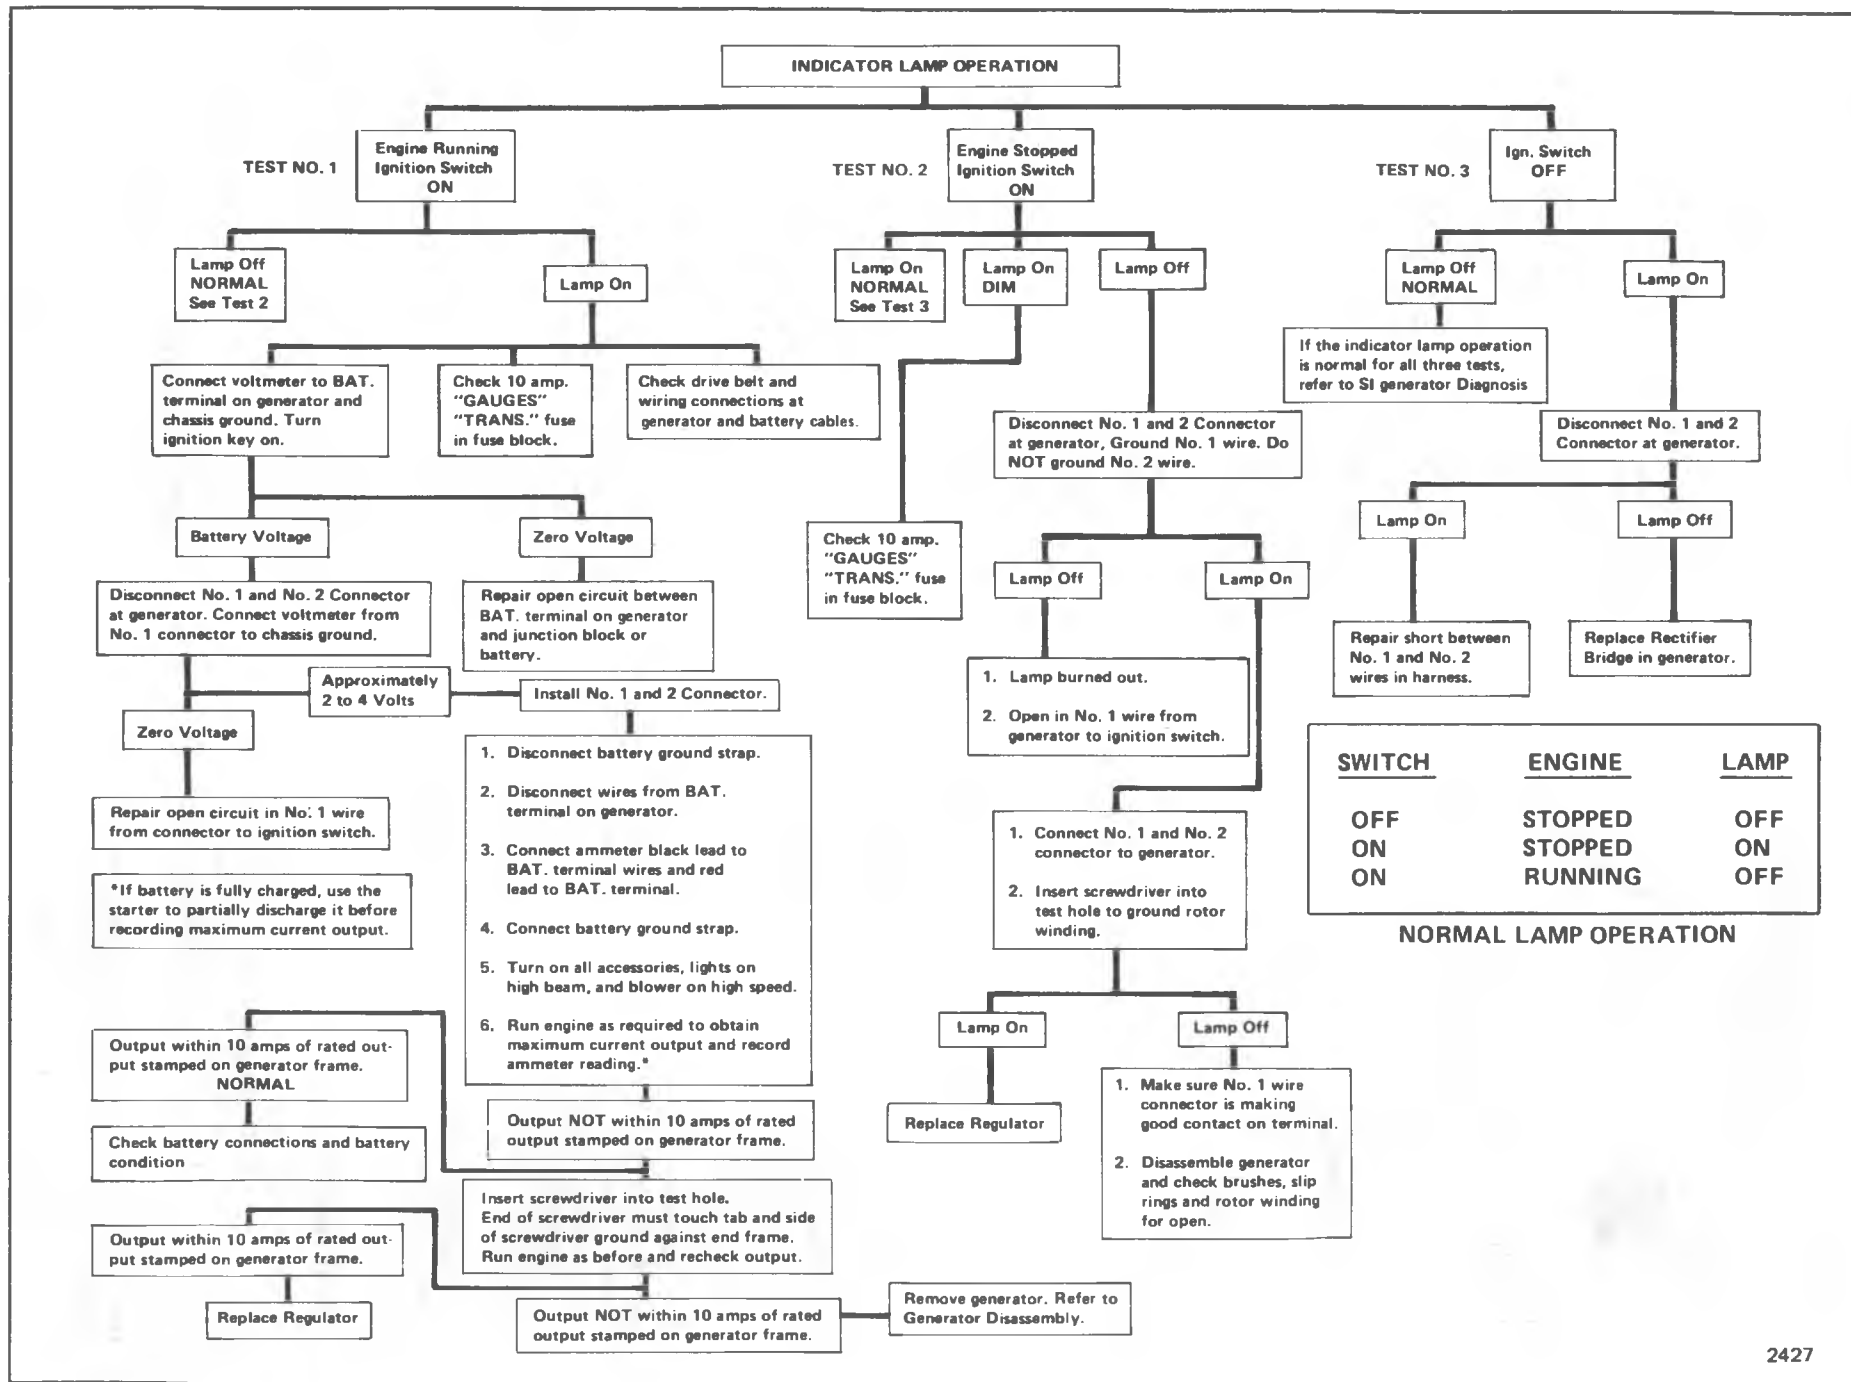 INDICATOR LAMP OPERATION
TEST NO. 1
Engine Running
Ignition Switch
ON
Lamp Off
NORMAL
See Test 2
Lamp On
Connect voltmeter to BAT.
terminal on generator and
chassis ground. Turn
ignition key on.
Check 10 amp.
"GAUGES"
"TRANS." fuse
in fuse block.
Check drive belt and
wiring connections at
generator and battery cables.
Battery Voltage
Zero Voltage
Disconnect No. 1 and No. 2 Connector
at generator. Connect voltmeter from
No. 1 connector to chassis ground.
Repair open circuit between
BAT. terminal on generator
and junction block or
battery.
Approximately
2 to 4 Volts
Install No. 1 and 2 Connector.
Zero Voltage
Repair open circuit in No. 1 wire
from connector to ignition switch.
*If battery is fully charged, use the
starter to partially discharge it before
recording maximum current output.
1. Disconnect battery ground strap.
2. Disconnect wires from BAT.
terminal on generator.
3. Connect ammeter black lead to
BAT. terminal wires and red
lead to BAT. terminal.
4. Connect battery ground strap.
5. Turn on all accessories, lights on
high beam, and blower on high speed.
6. Run engine as required to obtain
maximum current output and record
ammeter reading.*
Output within 10 amps of rated out-
put stamped on generator frame.
NORMAL
Check battery connections and battery
condition
Output NOT within 10 amps of rated
output stamped on generator frame.
Insert screwdriver into test hole.
End of screwdriver must touch tab and side
of screwdriver ground against end frame.
Run engine as before and recheck output.
Output within 10 amps of rated out-
put stamped on generator frame.
Replace Regulator
Output NOT within 10 amps of rated
output stamped on generator frame.
Remove generator. Refer to
Generator Disassembly.
TEST NO. 2
Engine Stopped
Ignition Switch
ON
Lamp On
NORMAL
See Test 3
Lamp On
DIM
Lamp Off
Check 10 amp.
"GAUGES"
"TRANS." fuse
in fuse block.
Disconnect No. 1 and 2 Connector
at generator, Ground No. 1 wire. Do
NOT ground No. 2 wire.
Lamp Off
Lamp On
1. Lamp burned out.
2. Open in No. 1 wire from
generator to ignition switch.
1. Connect No. 1 and No. 2
connector to generator.
2. Insert screwdriver into
test hole to ground rotor
winding.
Lamp On
Lamp Off
Replace Regulator
1. Make sure No. 1 wire
connector is making
good contact on terminal.
2. Disassemble generator
and check brushes, slip
rings and rotor winding
for open.
TEST NO. 3
Ign. Switch
OFF
Lamp Off
NORMAL
Lamp On
If the indicator lamp operation
is normal for all three tests,
refer to SI generator Diagnosis
Disconnect No. 1 and 2
Connector at generator.
Lamp On
Lamp Off
Repair short between
No. 1 and No. 2
wires in harness.
Replace Rectifier
Bridge in generator.
SWITCH ENGINE LAMP
OFF STOPPED OFF
ON STOPPED ON
ON RUNNING OFF
NORMAL LAMP OPERATION
2427